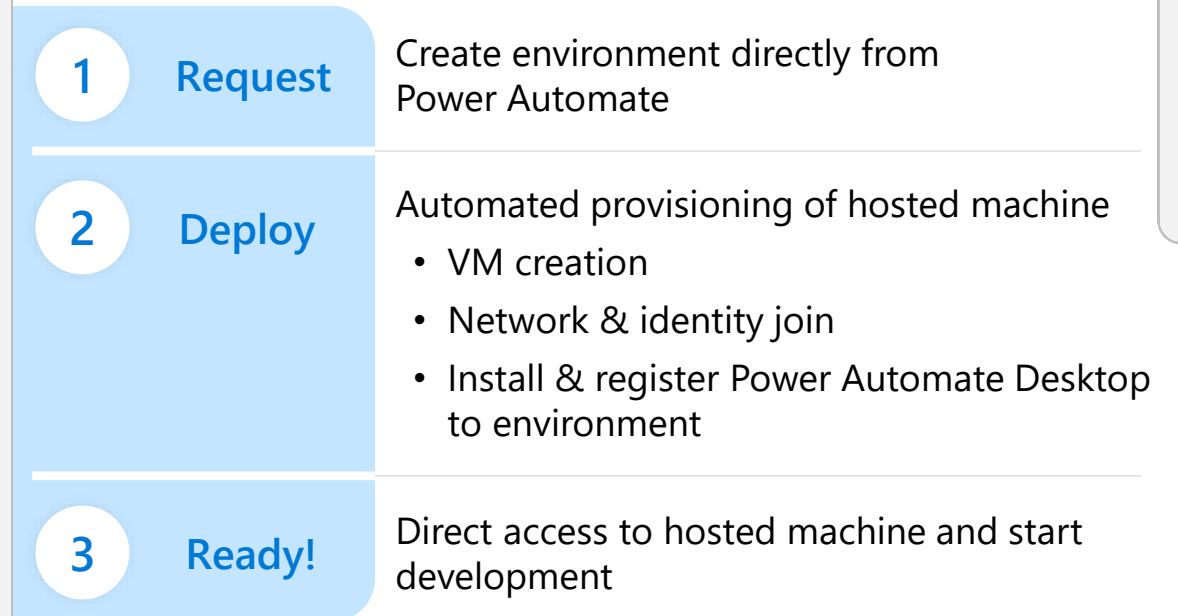 1
Request
Create environment directly from
Power Automate
2
Deploy
Automated provisioning of hosted machine
• VM creation
• Network & identity join
• Install & register Power Automate Desktop
to environment
3
Ready!
Direct access to hosted machine and start
development